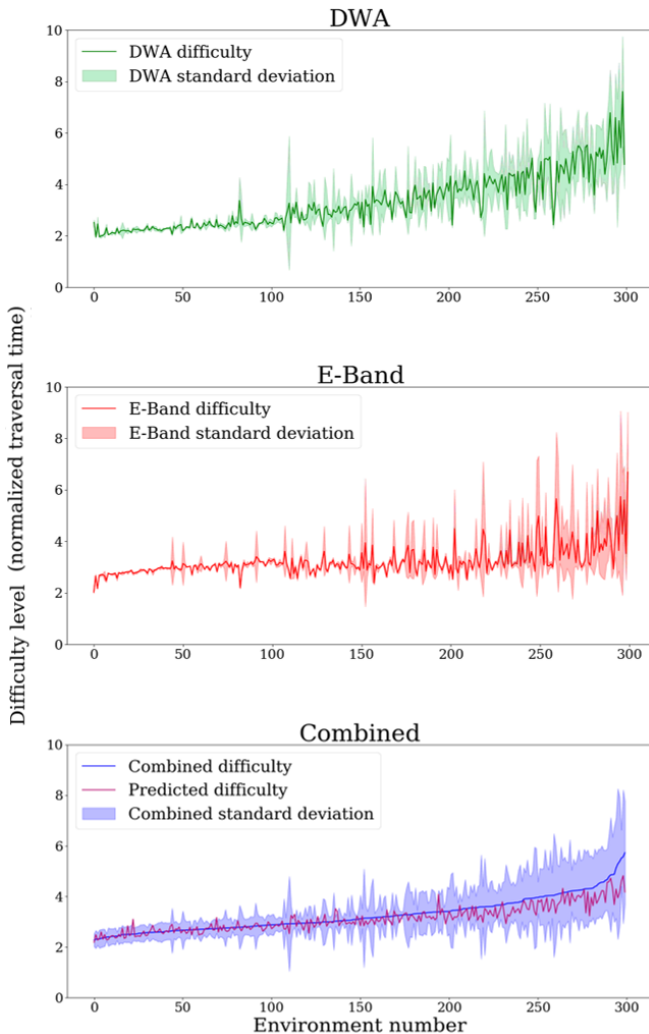 DWA
10
8
6
4
2
0
DWA difficulty
DWA standard deviation
0 50 100 150 200 250 300
Difficulty level (normalized traversal time)
E-Band
10
8
6
4
2
0
E-Band difficulty
E-Band standard deviation
0 50 100 150 200 250 300
Combined
10
8
6
4
2
0
Combined difficulty
Predicted difficulty
Combined standard deviation
0 50 100 150 200 250 300
Environment number